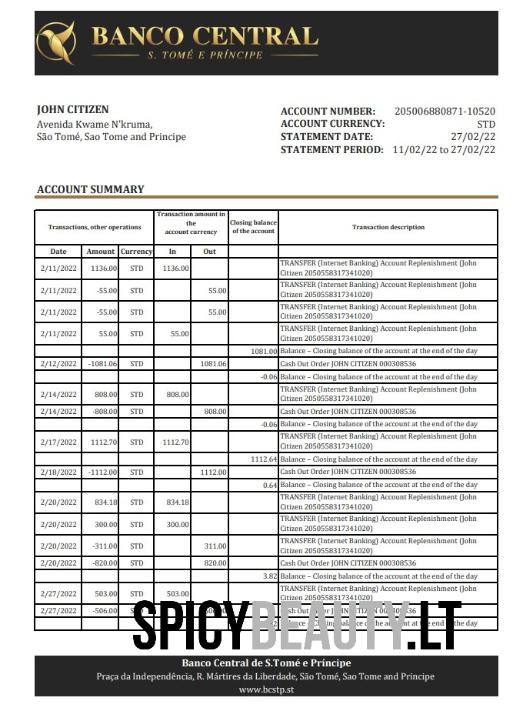 BANCO CENTRAL
S. TOMÉ E PRÍNCIPE
JOHN CITIZEN
Avenida Kwame N'kruma,
São Tomé, Sao Tome and Principe
ACCOUNT NUMBER: 205006880871-10520
ACCOUNT CURRENCY: STD
STATEMENT DATE: 27/02/22
STATEMENT PERIOD: 11/02/22 to 27/02/22
ACCOUNT SUMMARY
Transactions, other operations
Transaction amount in
the
account currency
Closing balance
of the account
Transaction description
Date Amount Currency In Out
2/11/2022 1136.00 STD 1136.00 TRANSFER (Internet Banking) Account Replenishment (John
Citizen 2050558317341020)
2/11/2022 -55.00 STD 55.00 TRANSFER (Internet Banking) Account Replenishment (John
Citizen 2050558317341020)
2/11/2022 -55.00 STD 55.00 TRANSFER (Internet Banking) Account Replenishment (John
Citizen 2050558317341020)
2/11/2022 55.00 STD 55.00 TRANSFER (Internet Banking) Account Replenishment (John
Citizen 2050558317341020)
1081.00 Balance – Closing balance of the account at the end of the day
2/12/2022 -1081.06 STD 1081.06 Cash Out Order JOHN CITIZEN 000308536
-0.06 Balance – Closing balance of the account at the end of the day
2/14/2022 808.00 STD 808.00 TRANSFER (Internet Banking) Account Replenishment (John
Citizen 2050558317341020)
2/14/2022 -808.00 STD 808.00 Cash Out Order JOHN CITIZEN 000308536
-0.06 Balance – Closing balance of the account at the end of the day
2/17/2022 1112.70 STD 1112.70 TRANSFER (Internet Banking) Account Replenishment (John
Citizen 2050558317341020)
1112.64 Balance – Closing balance of the account at the end of the day
2/18/2022 -1112.00 STD 1112.00 Cash Out Order JOHN CITIZEN 000308536
0.64 Balance – Closing balance of the account at the end of the day
2/20/2022 834.18 STD 834.18 TRANSFER (Internet Banking) Account Replenishment (John
Citizen 2050558317341020)
2/20/2022 300.00 STD 300.00 TRANSFER (Internet Banking) Account Replenishment (John
Citizen 2050558317341020)
2/20/2022 -311.00 STD 311.00 TRANSFER (Internet Banking) Account Replenishment (John
Citizen 2050558317341020)
2/20/2022 -820.00 STD 820.00 Cash Out Order JOHN CITIZEN 000308536
3.82 Balance – Closing balance of the account at the end of the day
2/27/2022 503.00 STD 503.00 TRANSFER (Internet Banking) Account Replenishment (John
Citizen 2050558317341020)
2/27/2022 -506.00 Out
of the account at the end of the day
SPICYBEAUTY.LT
Banco Central de S.Tomé e Príncipe
Praça da Independência, R. Mártires da Liberdade, São Tomé, Sao Tome and Principe
www.bcstp.st